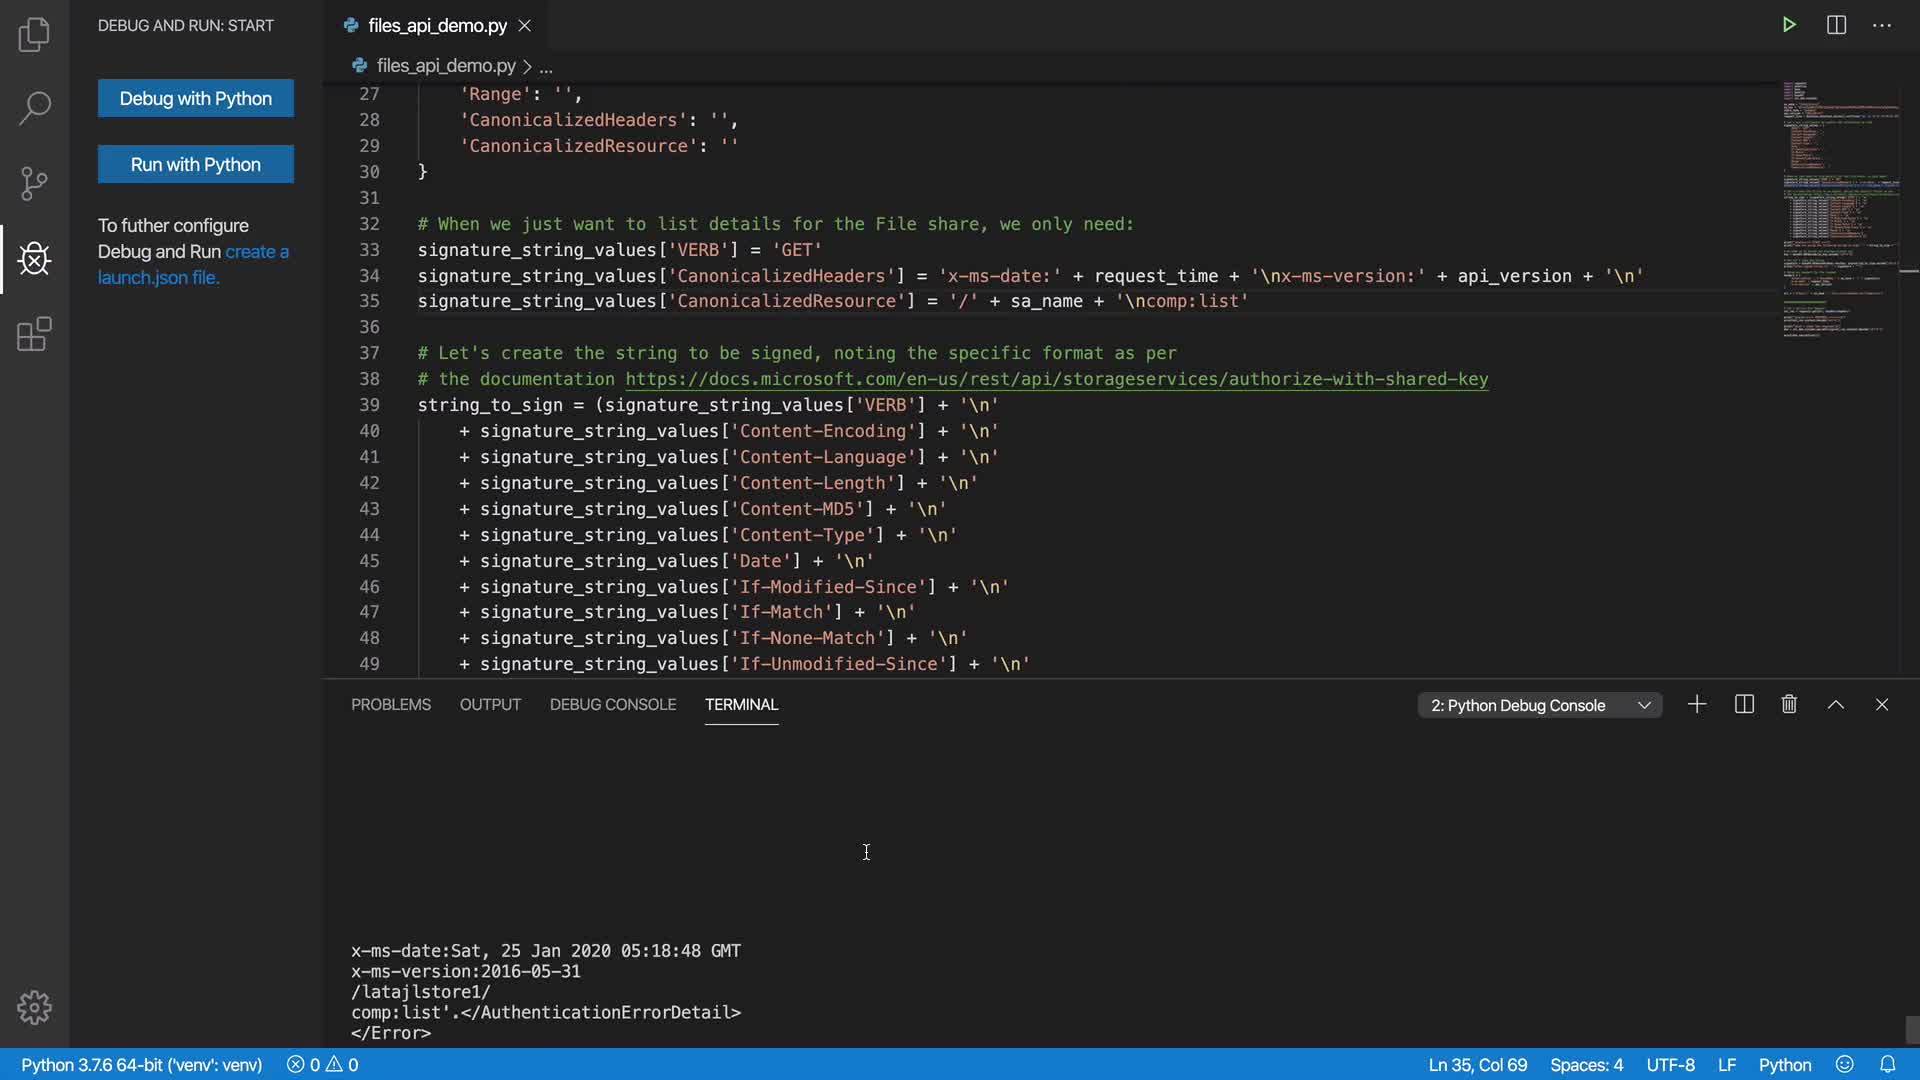 DEBUG AND RUN: START
Debug with Python
Run with Python
To futher configure
Debug and Run create a
launch.json file.
files_api_demo.py
files_api_demo.py > ...
27 'Range': '',
28 'CanonicalizedHeaders': '',
29 'CanonicalizedResource': ''
30 }
31
32 # When we just want to list details for the File share, we only need:
33 signature_string_values['VERB'] = 'GET'
34 signature_string_values['CanonicalizedHeaders'] = 'x-ms-date:' + request_time + '\nx-ms-version:' + api_version + '\n'
35 signature_string_values['CanonicalizedResource'] = '/' + sa_name + '\ncomp:list'
36
37 # Let's create the string to be signed, noting the specific format as per
38 # the documentation https://docs.microsoft.com/en-us/rest/api/storageservices/authorize-with-shared-key
39 string_to_sign = (signature_string_values['VERB'] + '\n'
40 + signature_string_values['Content-Encoding'] + '\n'
41 + signature_string_values['Content-Language'] + '\n'
42 + signature_string_values['Content-Length'] + '\n'
43 + signature_string_values['Content-MD5'] + '\n'
44 + signature_string_values['Content-Type'] + '\n'
45 + signature_string_values['Date'] + '\n'
46 + signature_string_values['If-Modified-Since'] + '\n'
47 + signature_string_values['If-Match'] + '\n'
48 + signature_string_values['If-None-Match'] + '\n'
49 + signature_string_values['If-Unmodified-Since'] + '\n'
PROBLEMS OUTPUT DEBUG CONSOLE TERMINAL 2: Python Debug Console
x-ms-date:Sat, 25 Jan 2020 05:18:48 GMT
x-ms-version:2016-05-31
/latajlstore1/
comp:list'.</AuthenticationErrorDetail>
</Error>
Python 3.7.6 64-bit ('venv': venv) 0 0 Ln 35, Col 69 Spaces: 4 UTF-8 LF Python